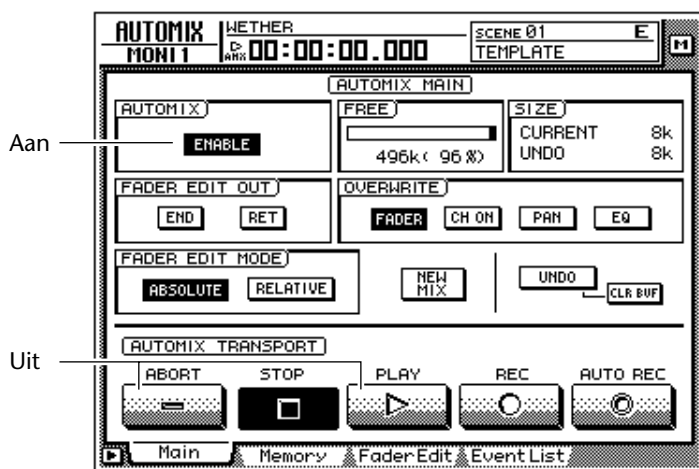 AUTOMIX
MONI 1
WETHER
AMX 00:00:00.000
SCENE 01 E
TEMPLATE
M
AUTOMIX MAIN
AUTOMIX
FREE
SIZE
Aan
ENABLE
496k( 96%)
CURRENT 8k
UNDO 8k
FADER EDIT OUT
OVERWRITE
END RET
FADER CH ON PAN EQ
FADER EDIT MODE
ABSOLUTE RELATIVE
NEW
MIX
UNDO
CLR BUF
AUTOMIX TRANSPORT
Uit
ABORT STOP PLAY REC AUTO REC
Main Memory FaderEdit EventList